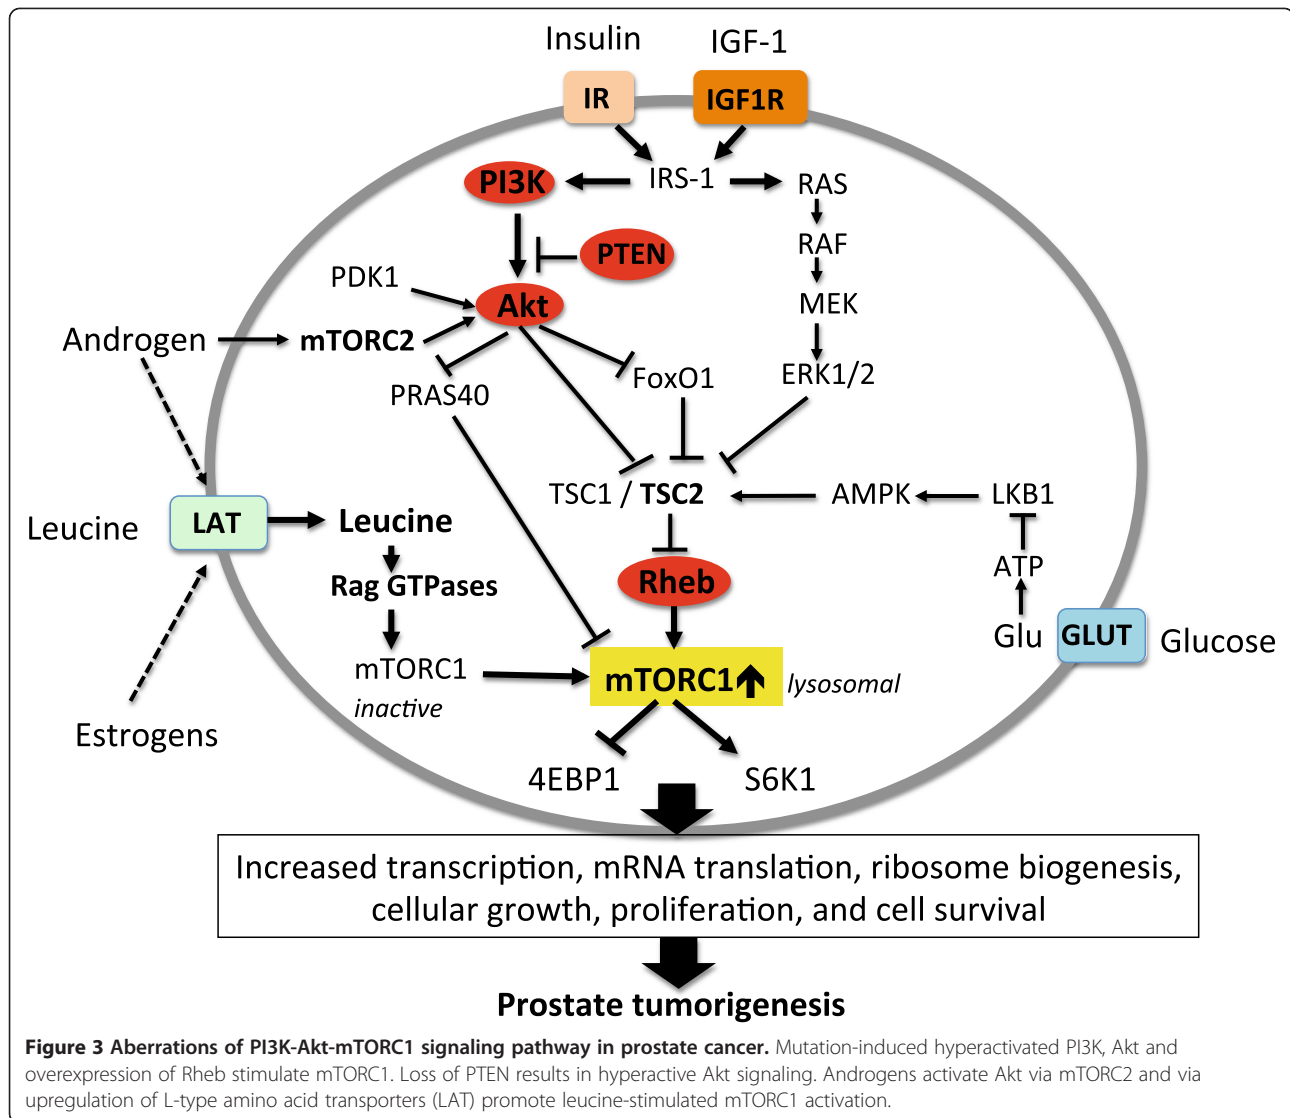 Insulin
IGF-1
IR
IGF1R
PI3K
IRS-1
RAS
RAF
PTEN
PDK1
MEK
Akt
Androgen
mTORC2
PRAS40
FoxO1
ERK1/2
TSC1 / TSC2
AMPK
LKB1
Leucine
LAT
Leucine
ATP
Rag GTPases
Rheb
Glu
GLUT
Glucose
mTORC1
inactive
mTORC1
lysosomal
Estrogens
4EBP1
S6K1
Increased transcription, mRNA translation, ribosome biogenesis,
cellular growth, proliferation, and cell survival
Prostate tumorigenesis
Figure 3 Aberrations of PI3K-Akt-mTORC1 signaling pathway in prostate cancer. Mutation-induced hyperactivated PI3K, Akt and
overexpression of Rheb stimulate mTORC1. Loss of PTEN results in hyperactive Akt signaling. Androgens activate Akt via mTORC2 and via
upregulation of L-type amino acid transporters (LAT) promote leucine-stimulated mTORC1 activation.